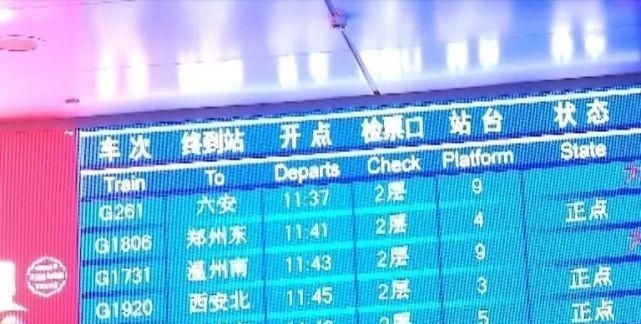 车次 终到站 开点 检票口 站台 状态
Train To Departs Check Platform State
G261 六安 11:37 2层 9
G1806 郑州东 11:41 2层 4 正点
G1731 温州南 11:43 2层 9
G1920 西安北 11:45 2层 3 正点
5 正点